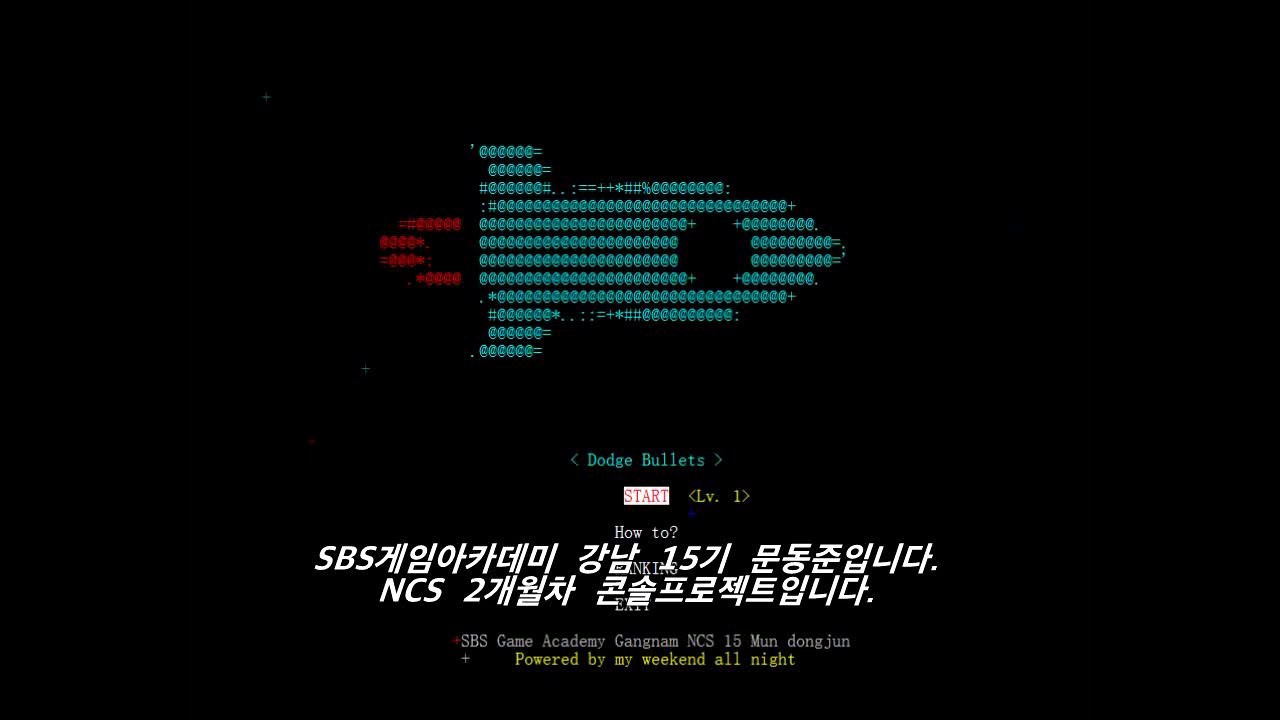 < Dodge Bullets >
START <Lv. 1>
How to?
SBS게임아카데미 강남 15기 문동준입니다.
RANKING
NCS 2개월차 콘솔프로젝트입니다.
EXIT
SBS Game Academy Gangnam NCS 15 Mun dongjun
Powered by my weekend all night